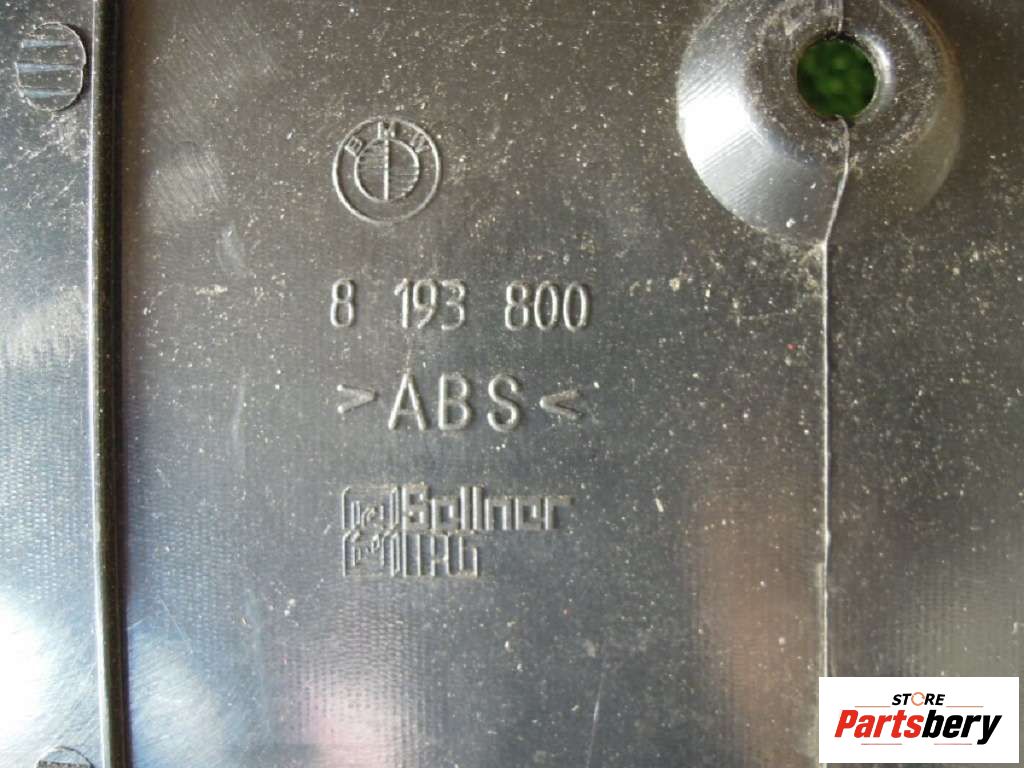 BMW
8 193 800
>ABS<
Sellner
STORE
Partsbery